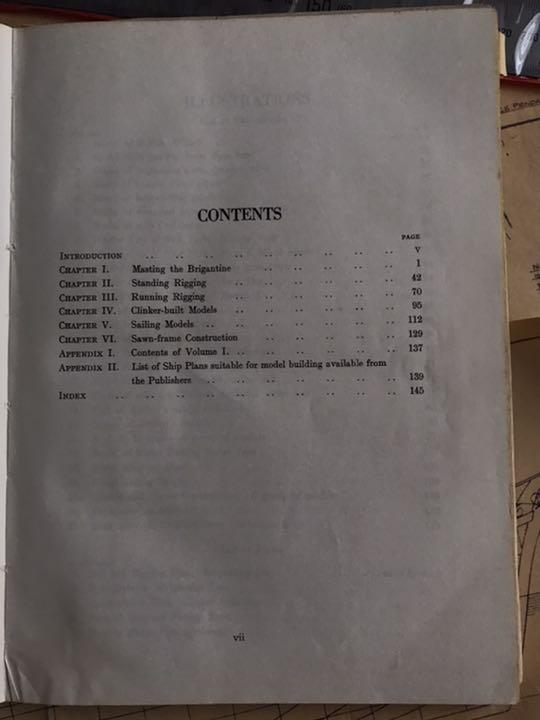 CONTENTS
PAGE
INTRODUCTION .. .. .. .. .. .. .. .. .. V
CHAPTER I. Masting the Brigantine .. .. .. .. .. 1
CHAPTER II. Standing Rigging .. .. .. .. .. .. 42
CHAPTER III. Running Rigging .. .. .. .. .. .. 70
CHAPTER IV. Clinker-built Models .. .. .. .. .. .. 95
CHAPTER V. Sailing Models .. .. .. .. .. .. .. 112
CHAPTER VI. Sawn-frame Construction .. .. .. .. .. 129
APPENDIX I. Contents of Volume I. .. .. .. .. .. .. 137
APPENDIX II. List of Ship Plans suitable for model building available from
the Publishers .. .. .. .. .. .. .. 139
INDEX .. .. .. .. .. .. .. .. .. .. 145
vii
ILLUSTRATIONS
150